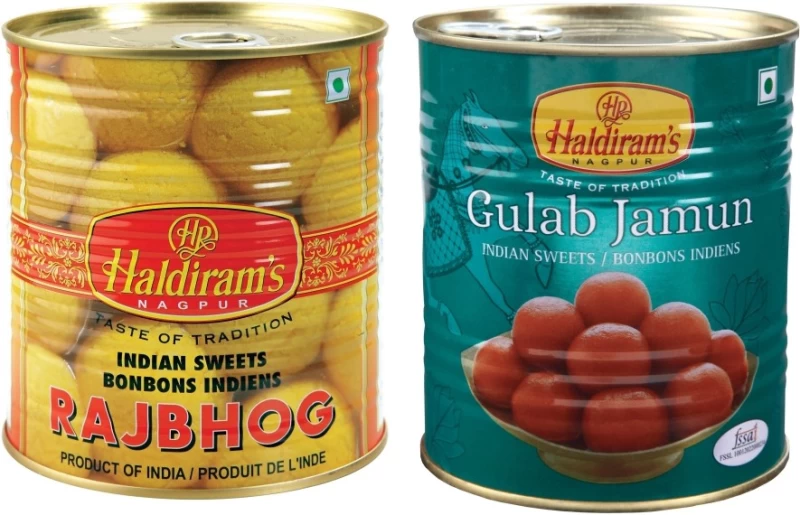 HR
Haldiram's
NAGPUR
TASTE OF TRADITION
INDIAN SWEETS
BONBONS INDIENS
RAJBHOG
PRODUCT OF INDIA / PRODUIT DE L'INDE
HR
Haldiram's
NAGPUR
TASTE OF TRADITION
Gulab Jamun
INDIAN SWEETS / BONBONS INDIENS
fssai